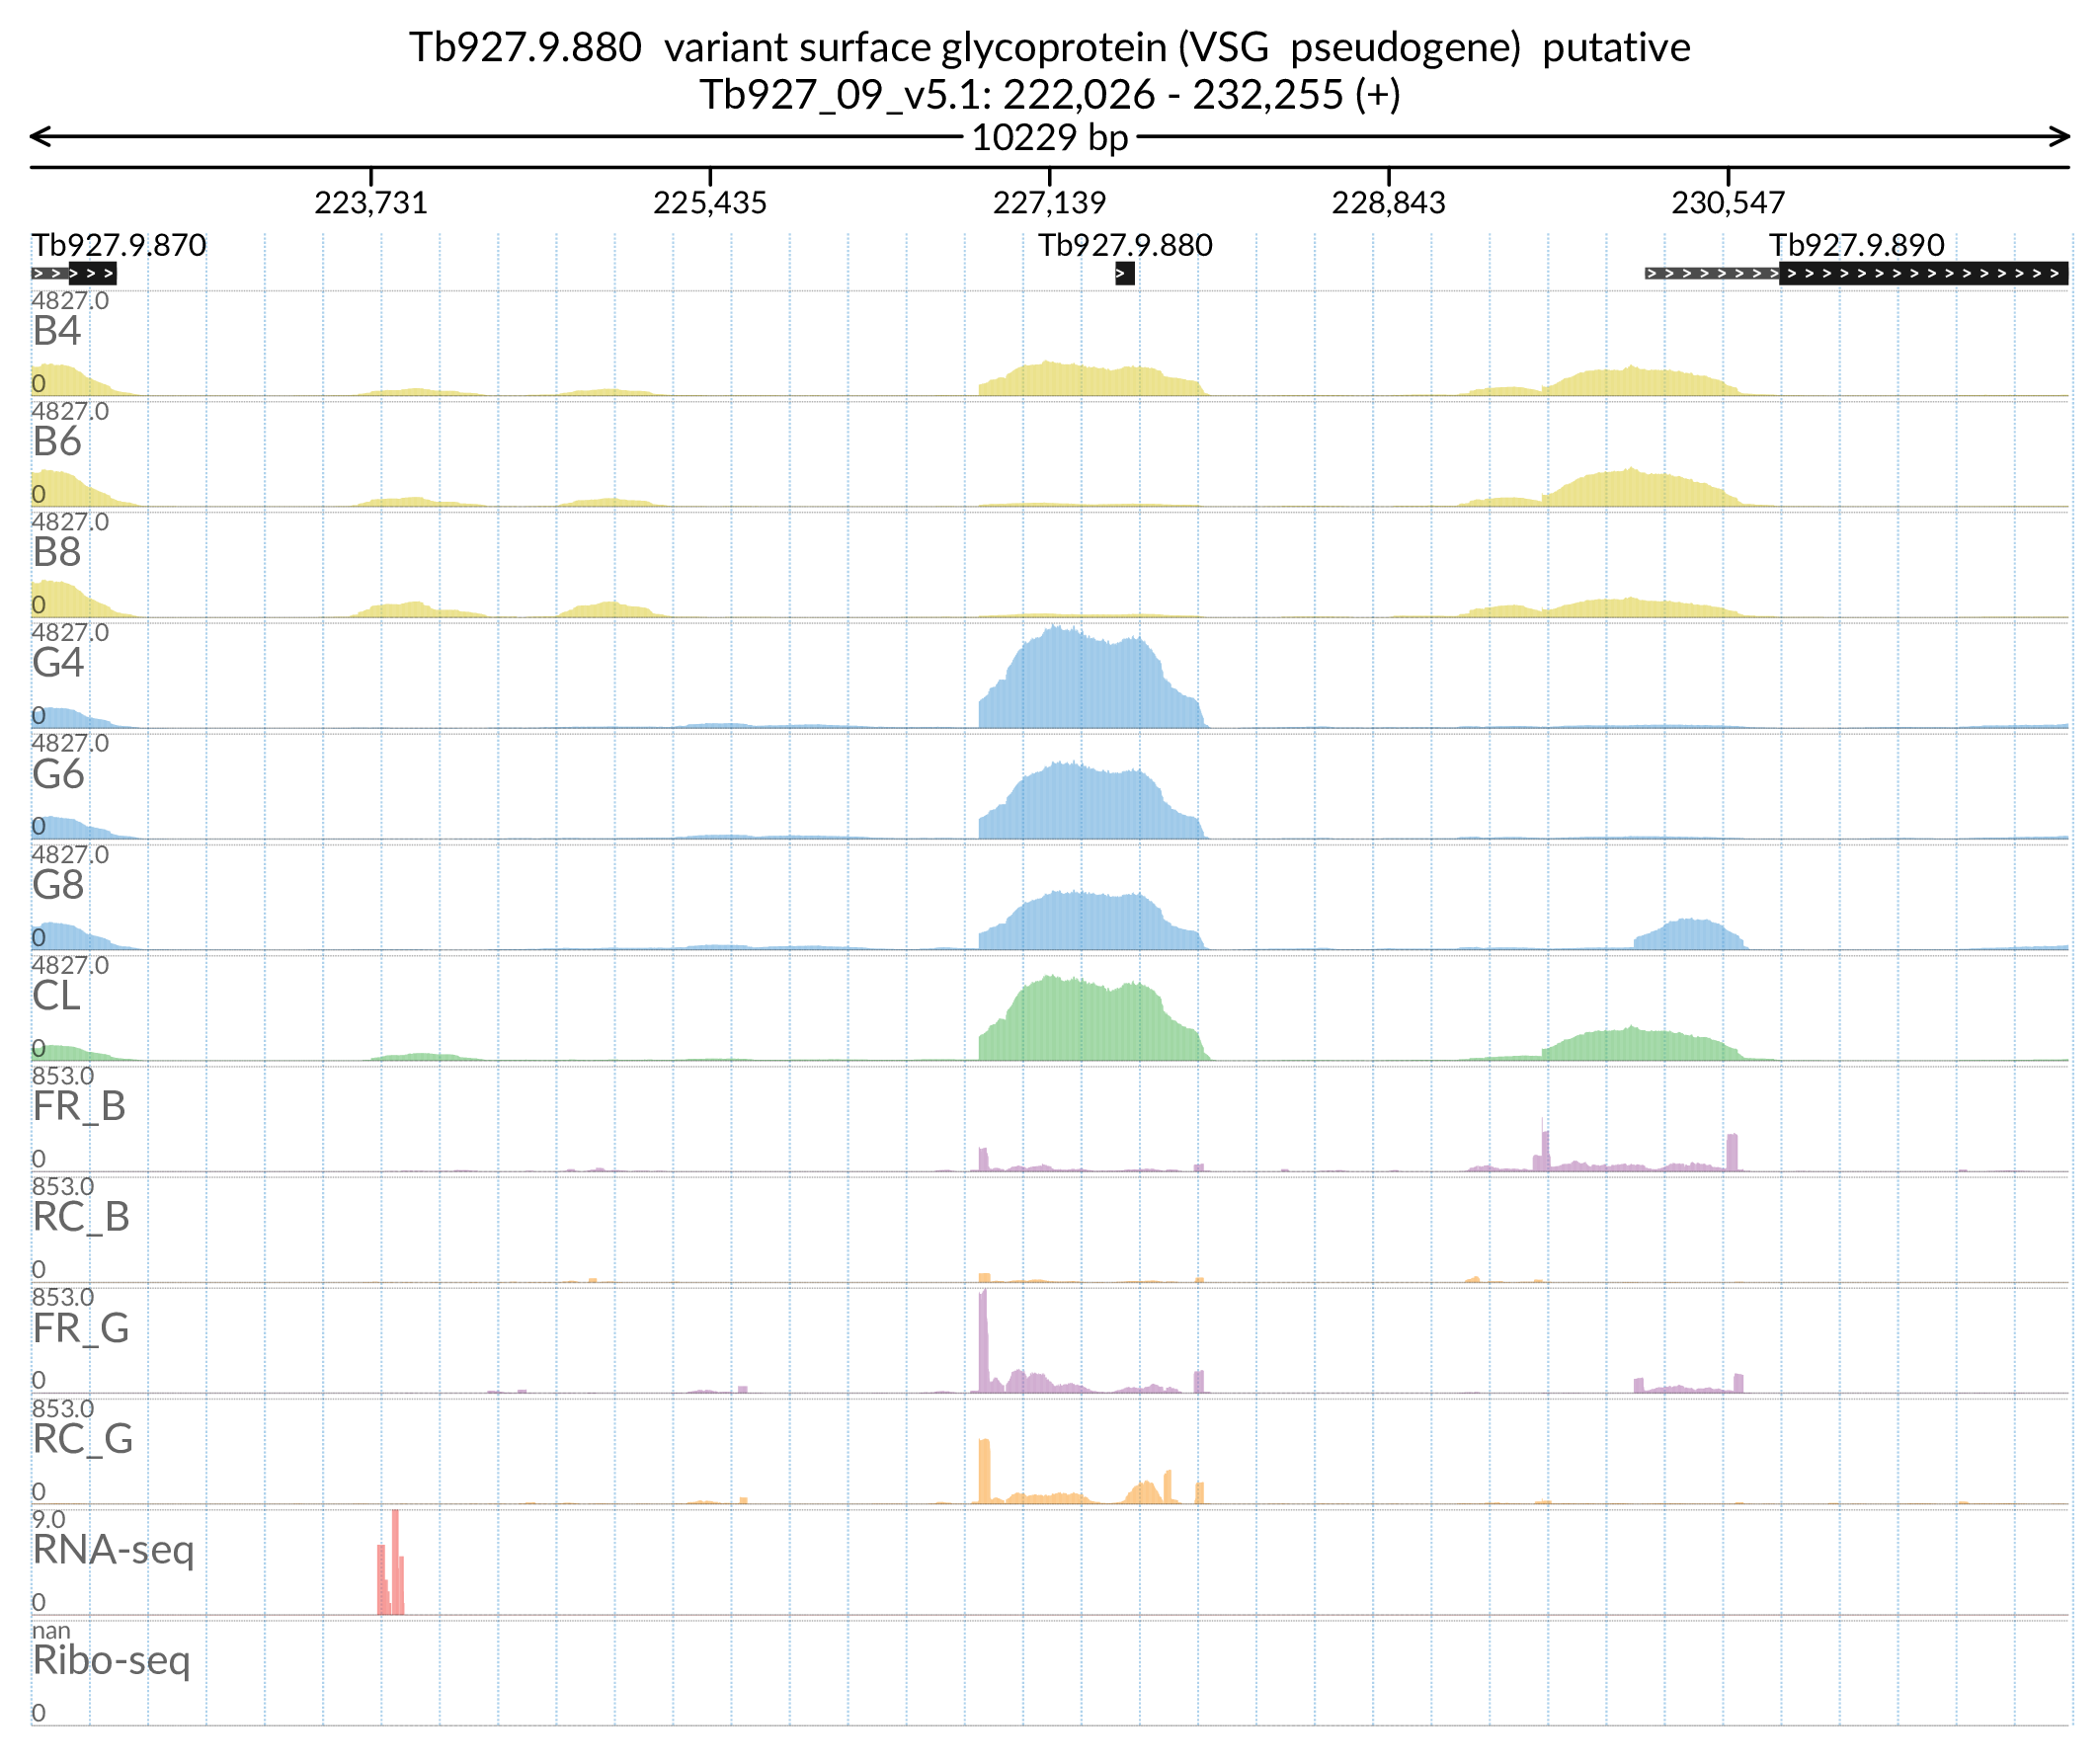 Tb927.9.880  variant surface glycoprotein (VSG  pseudogene)  putative
Tb927_09_v5.1: 222,026 - 232,255 (+)
10229 bp
223,731 225,435 227,139 228,843 230,547
Tb927.9.870 Tb927.9.880 Tb927.9.890
4827.0
B4
0
4827.0
B6
0
4827.0
B8
0
4827.0
G4
0
4827.0
G6
0
4827.0
G8
0
4827.0
CL
0
853.0
FR_B
0
853.0
RC_B
0
853.0
FR_G
0
853.0
RC_G
0
9.0
RNA-seq
0
nan
Ribo-seq
0